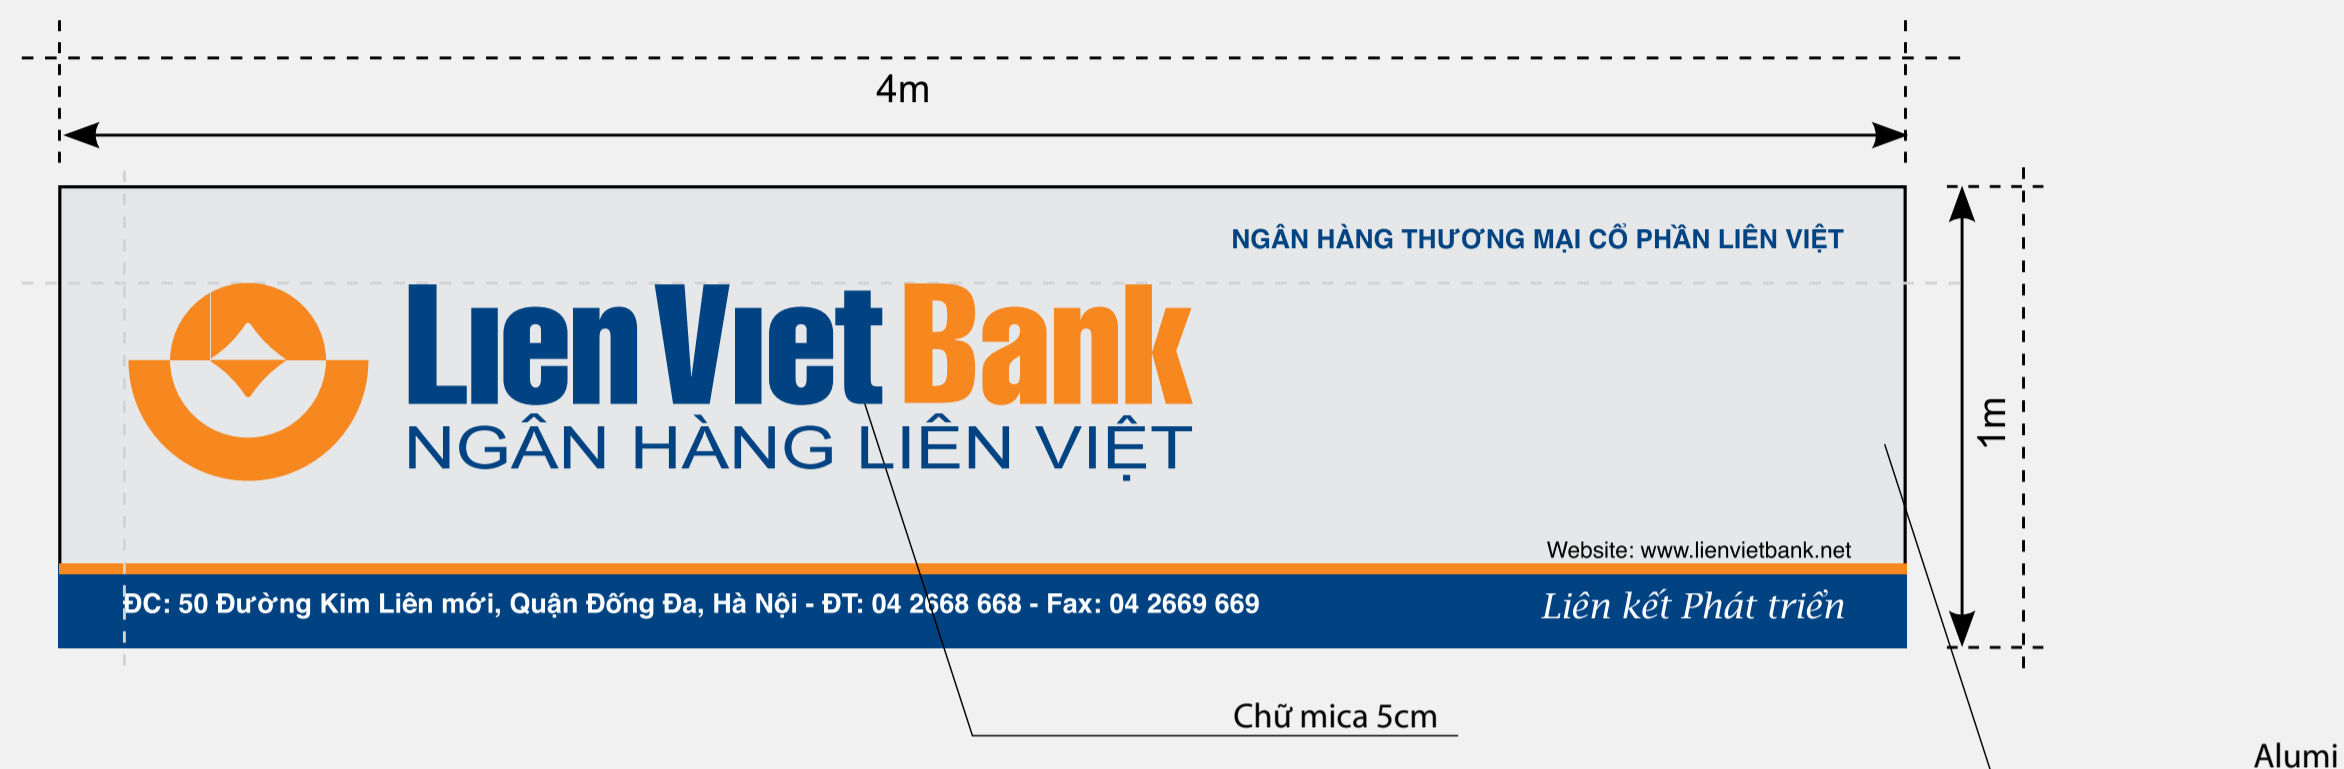 4m
NGÂN HÀNG THƯƠNG MẠI CỔ PHẦN LIÊN VIỆT
LienVietBank
NGÂN HÀNG LIÊN VIỆT
1m
Website: www.lienvietbank.net
ĐC: 50 Đường Kim Liên mới, Quận Đống Đa, Hà Nội - ĐT: 04 2668 668 - Fax: 04 2669 669
Liên kết Phát triển
Chữ mica 5cm
Alumi